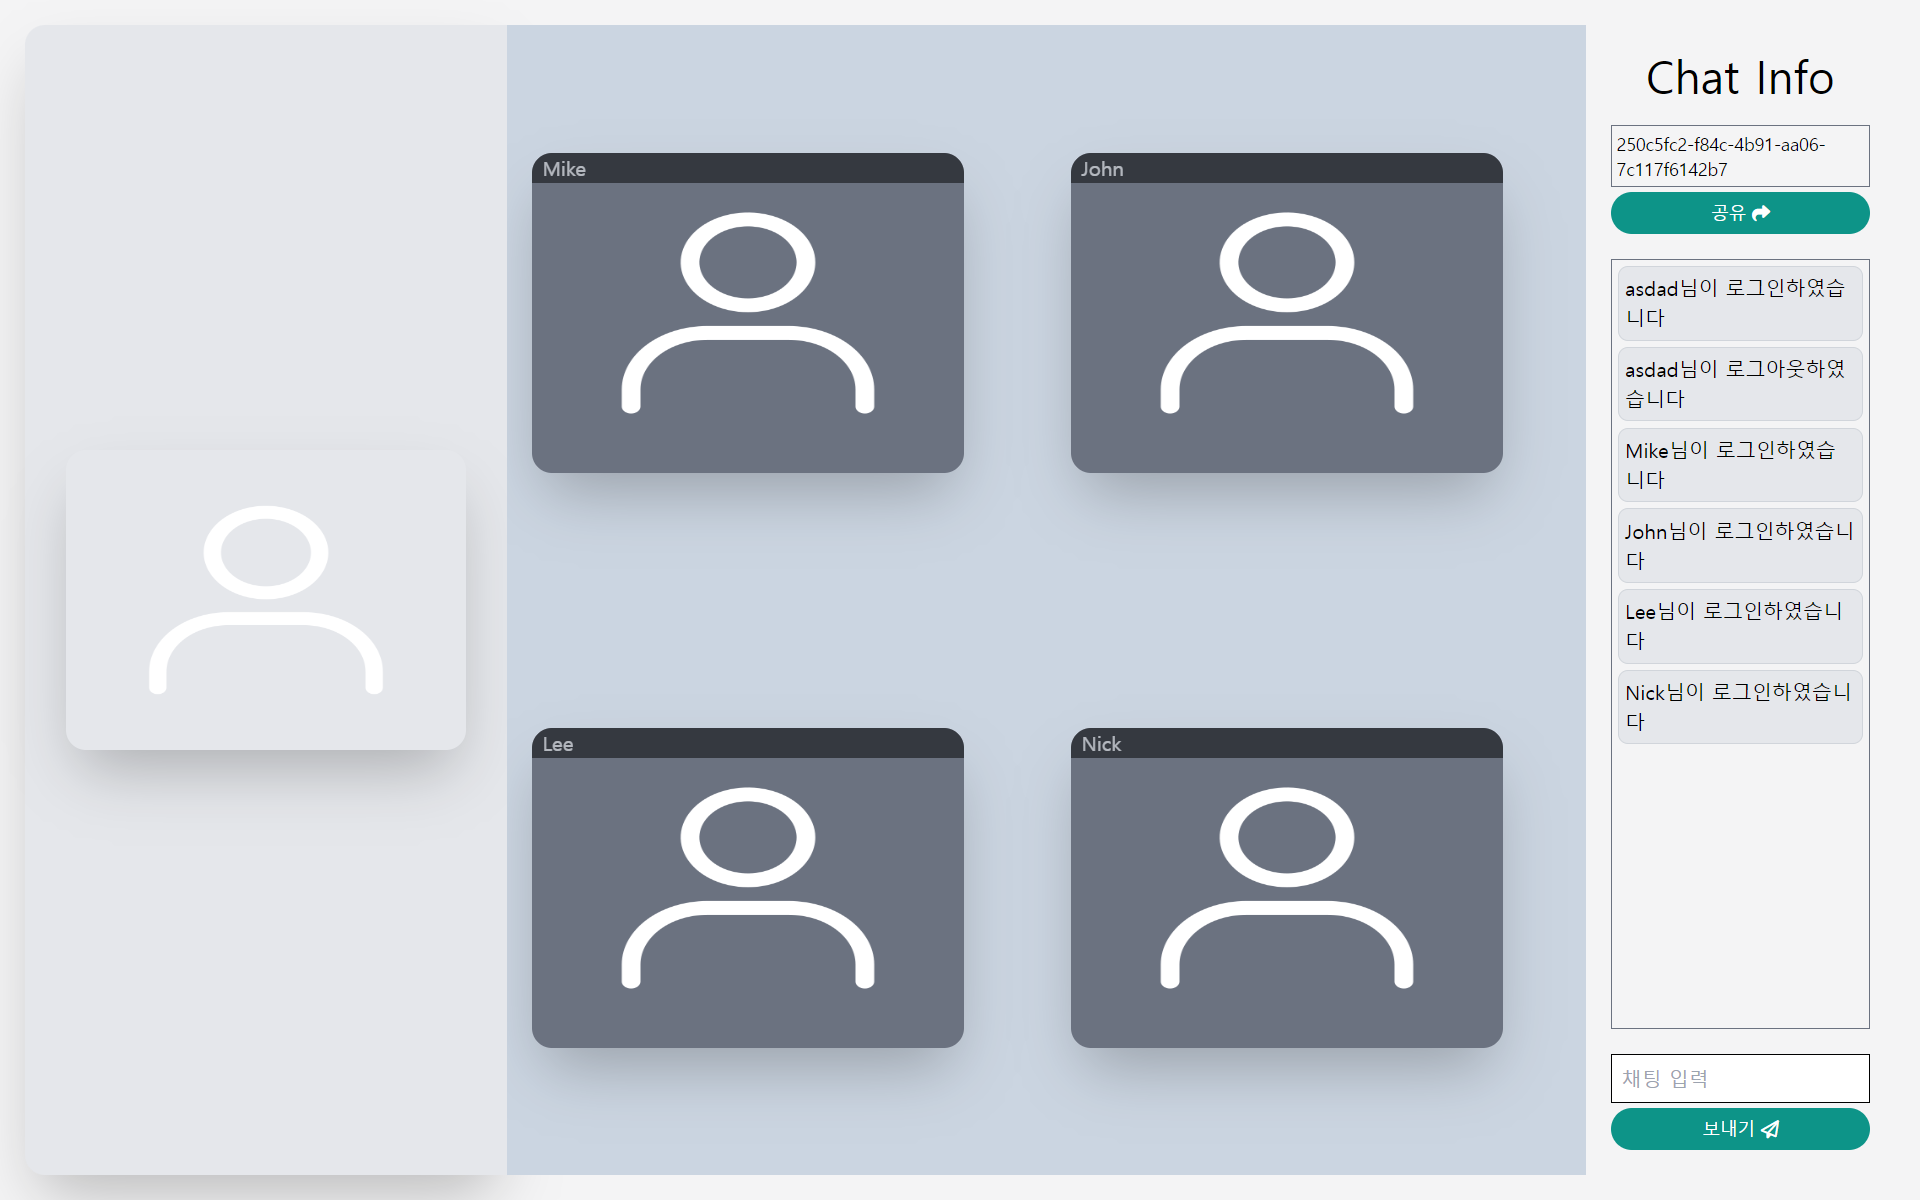 Mike
John
Lee
Nick
Chat Info
250c5fc2-f84c-4b91-aa06-
7c117f6142b7
공유
asdad님이 로그인하였습
니다
asdad님이 로그아웃하였
습니다
Mike님이 로그인하였습
니다
John님이 로그인하였습니
다
Lee님이 로그인하였습니
다
Nick님이 로그인하였습니
다
채팅 입력
보내기